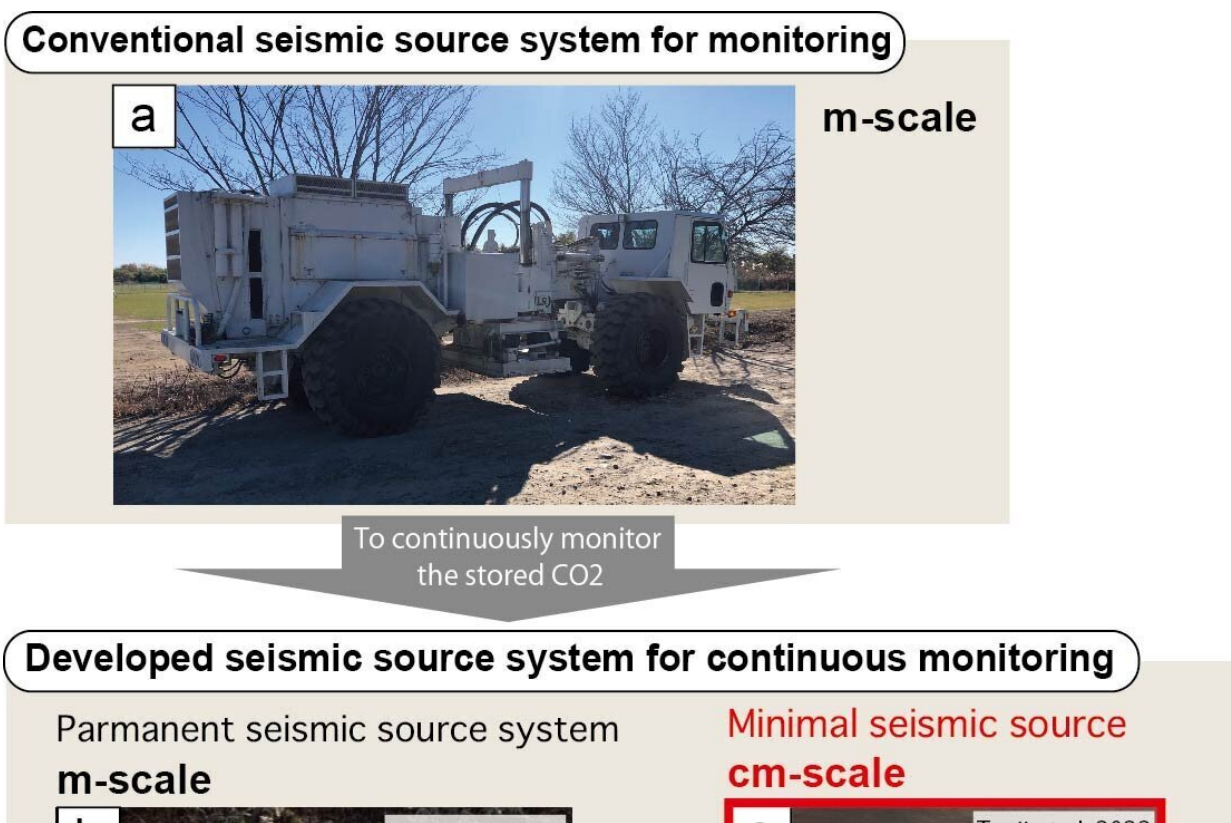 Conventional seismic source system for monitoring
a
m-scale
To continuously monitor
the stored CO2
Developed seismic source system for continuous monitoring
Parmanent seismic source system
m-scale
Minimal seismic source
cm-scale